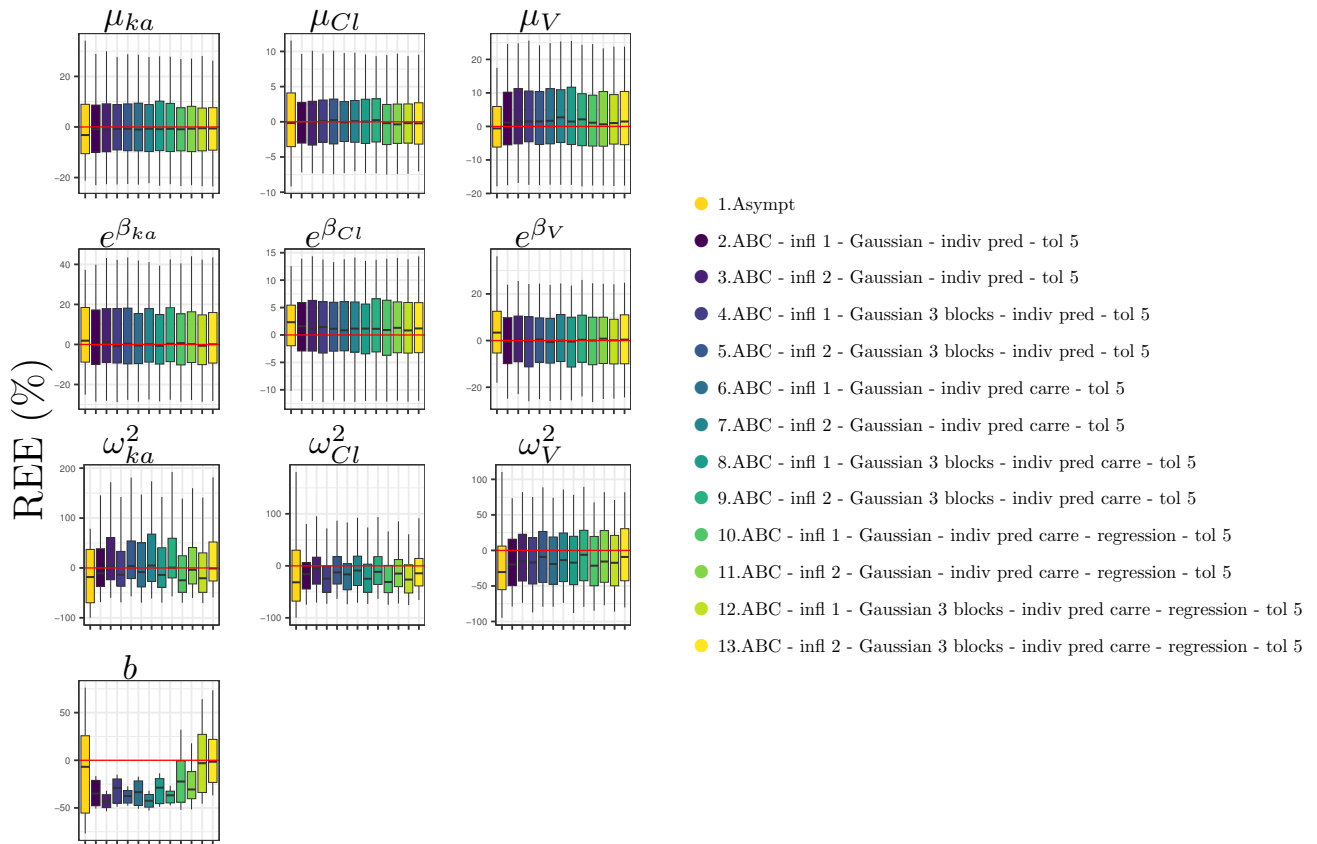 μ_ka μ_Cl μ_V
20
0
−20
10
5
0
−5
−10
20
10
0
−10
−20
e^β_ka e^β_Cl e^β_V
40
20
0
−20
15
10
5
0
−5
−10
20
0
−20
ω²_ka ω²_Cl ω²_V
200
100
0
−100
100
0
−100
100
50
0
−50
−100
b
50
0
−50
REE (%)
1.Asympt
2.ABC - infl 1 - Gaussian - indiv pred - tol 5
3.ABC - infl 2 - Gaussian - indiv pred - tol 5
4.ABC - infl 1 - Gaussian 3 blocks - indiv pred - tol 5
5.ABC - infl 2 - Gaussian 3 blocks - indiv pred - tol 5
6.ABC - infl 1 - Gaussian - indiv pred carre - tol 5
7.ABC - infl 2 - Gaussian - indiv pred carre - tol 5
8.ABC - infl 1 - Gaussian 3 blocks - indiv pred carre - tol 5
9.ABC - infl 2 - Gaussian 3 blocks - indiv pred carre - tol 5
10.ABC - infl 1 - Gaussian - indiv pred carre - regression - tol 5
11.ABC - infl 2 - Gaussian - indiv pred carre - regression - tol 5
12.ABC - infl 1 - Gaussian 3 blocks - indiv pred carre - regression - tol 5
13.ABC - infl 2 - Gaussian 3 blocks - indiv pred carre - regression - tol 5